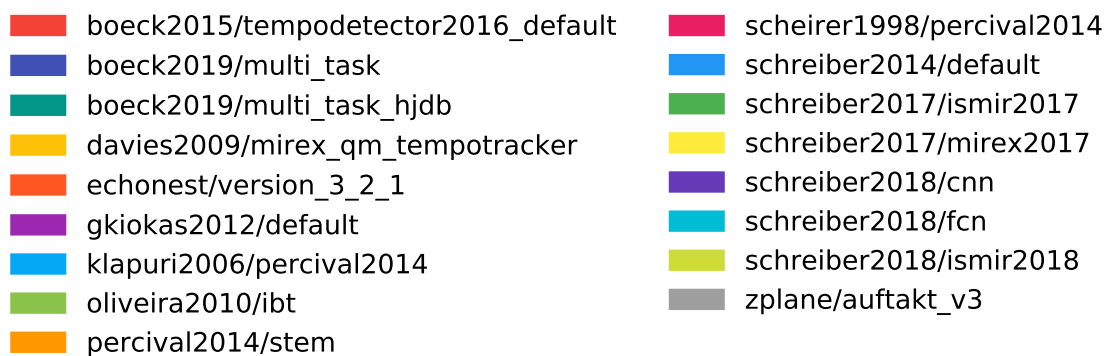 boeck2015/tempodetector2016_default
boeck2019/multi_task
boeck2019/multi_task_hjdb
davies2009/mirex_qm_tempotracker
echonest/version_3_2_1
gkiokas2012/default
klapuri2006/percival2014
oliveira2010/ibt
percival2014/stem
scheirer1998/percival2014
schreiber2014/default
schreiber2017/ismir2017
schreiber2017/mirex2017
schreiber2018/cnn
schreiber2018/fcn
schreiber2018/ismir2018
zplane/auftakt_v3